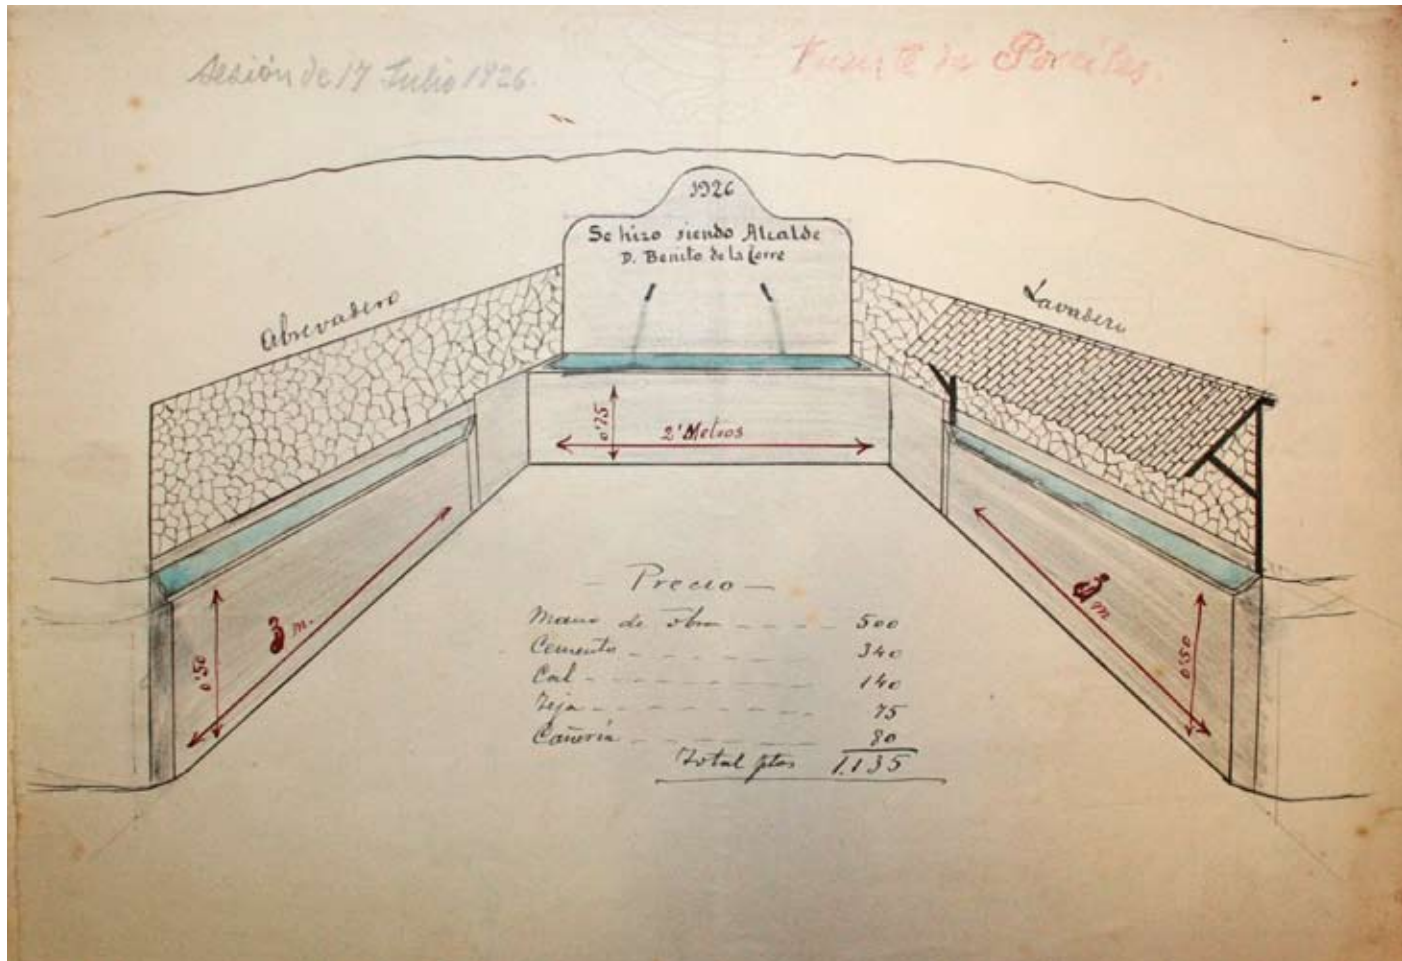 Sesión de 17 Julio 1926.
Fuente de Pocillos.
1926
Se hizo siendo Alcalde
D. Benito de la Torre
Abrevadero
Lavadero
0'75
2' Metros
3 m.
0'50
3 m
0'50
— Precio —
Mano de obra - - - - - 500
Cemento - - - - - - 340
Cal - - - - - - - 140
Teja - - - - - - - 75
Cañería - - - - - - 80
Total ptas 1.135